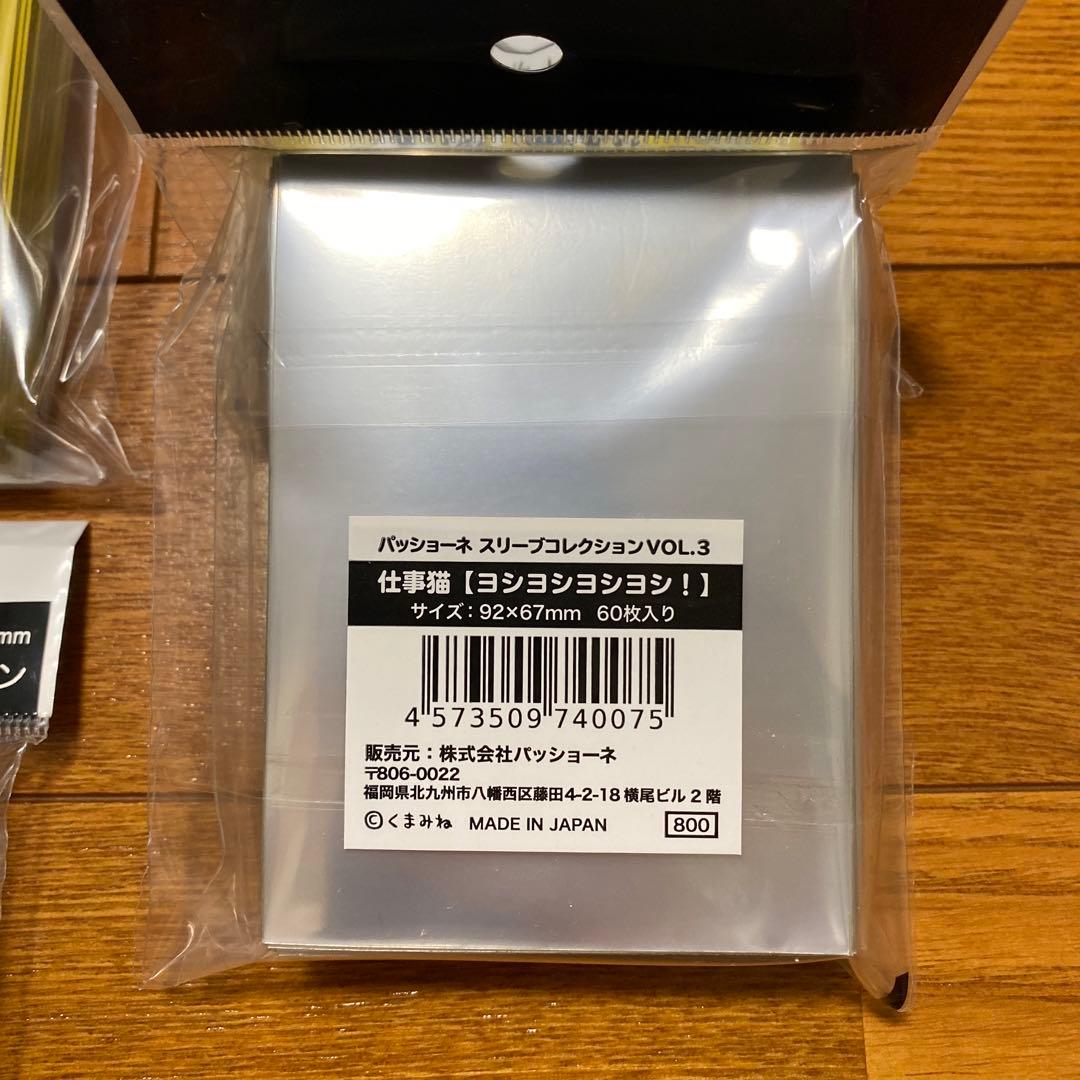 パッショーネ スリーブコレクションVOL.3
仕事猫【ヨシヨシヨシヨシ！】
サイズ：92×67mm 60枚入り
4 573509 740075
販売元：株式会社パッショーネ
〒806-0022
福岡県北九州市八幡西区藤田4-2-18 横尾ビル2階
©くまみね MADE IN JAPAN 800
mm
ン